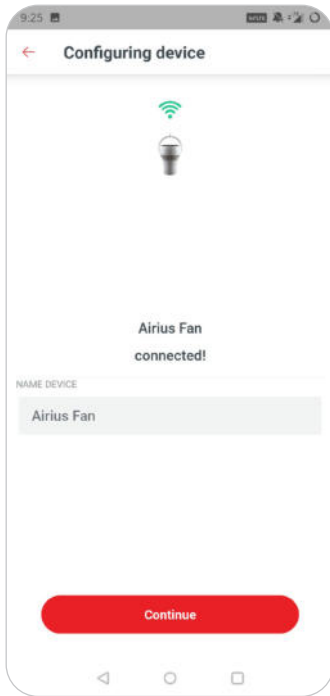 9:25
Configuring device
Airius Fan
connected!
NAME DEVICE
Airius Fan
Continue